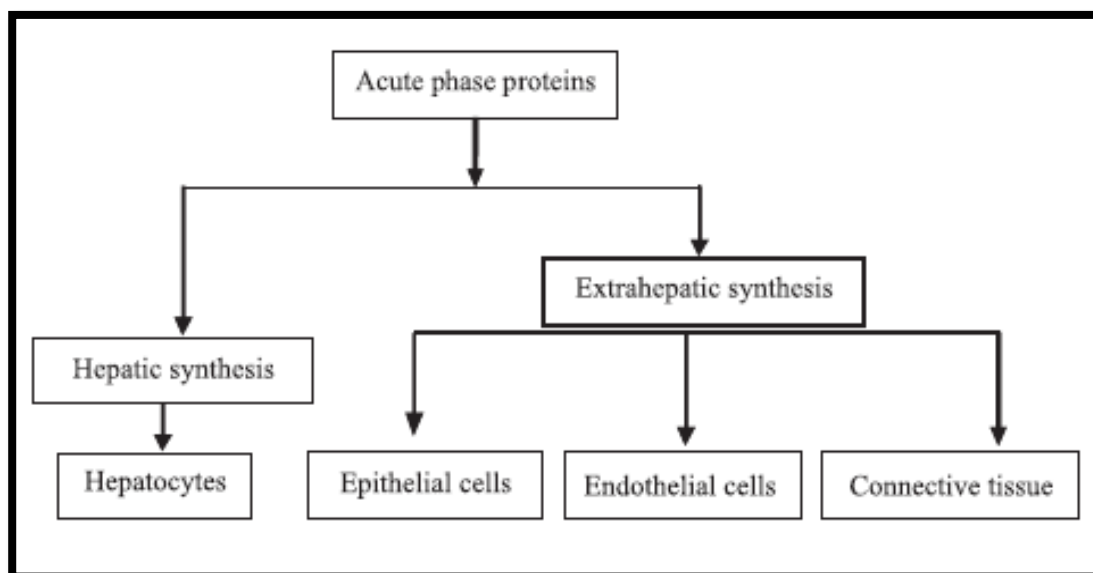 Acute phase proteins
Extrahepatic synthesis
Hepatic synthesis
Hepatocytes
Epithelial cells
Endothelial cells
Connective tissue